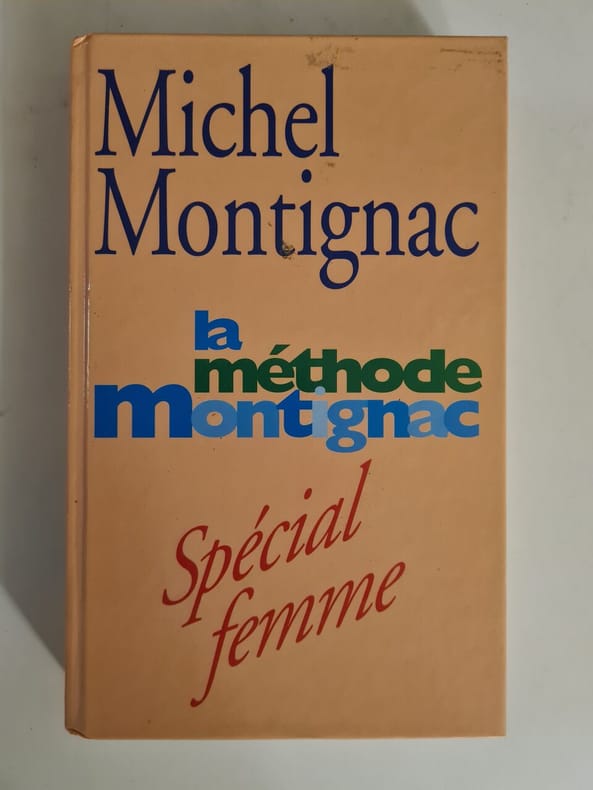 Michel
Montignac
la
méthode
montignac
Spécial
femme